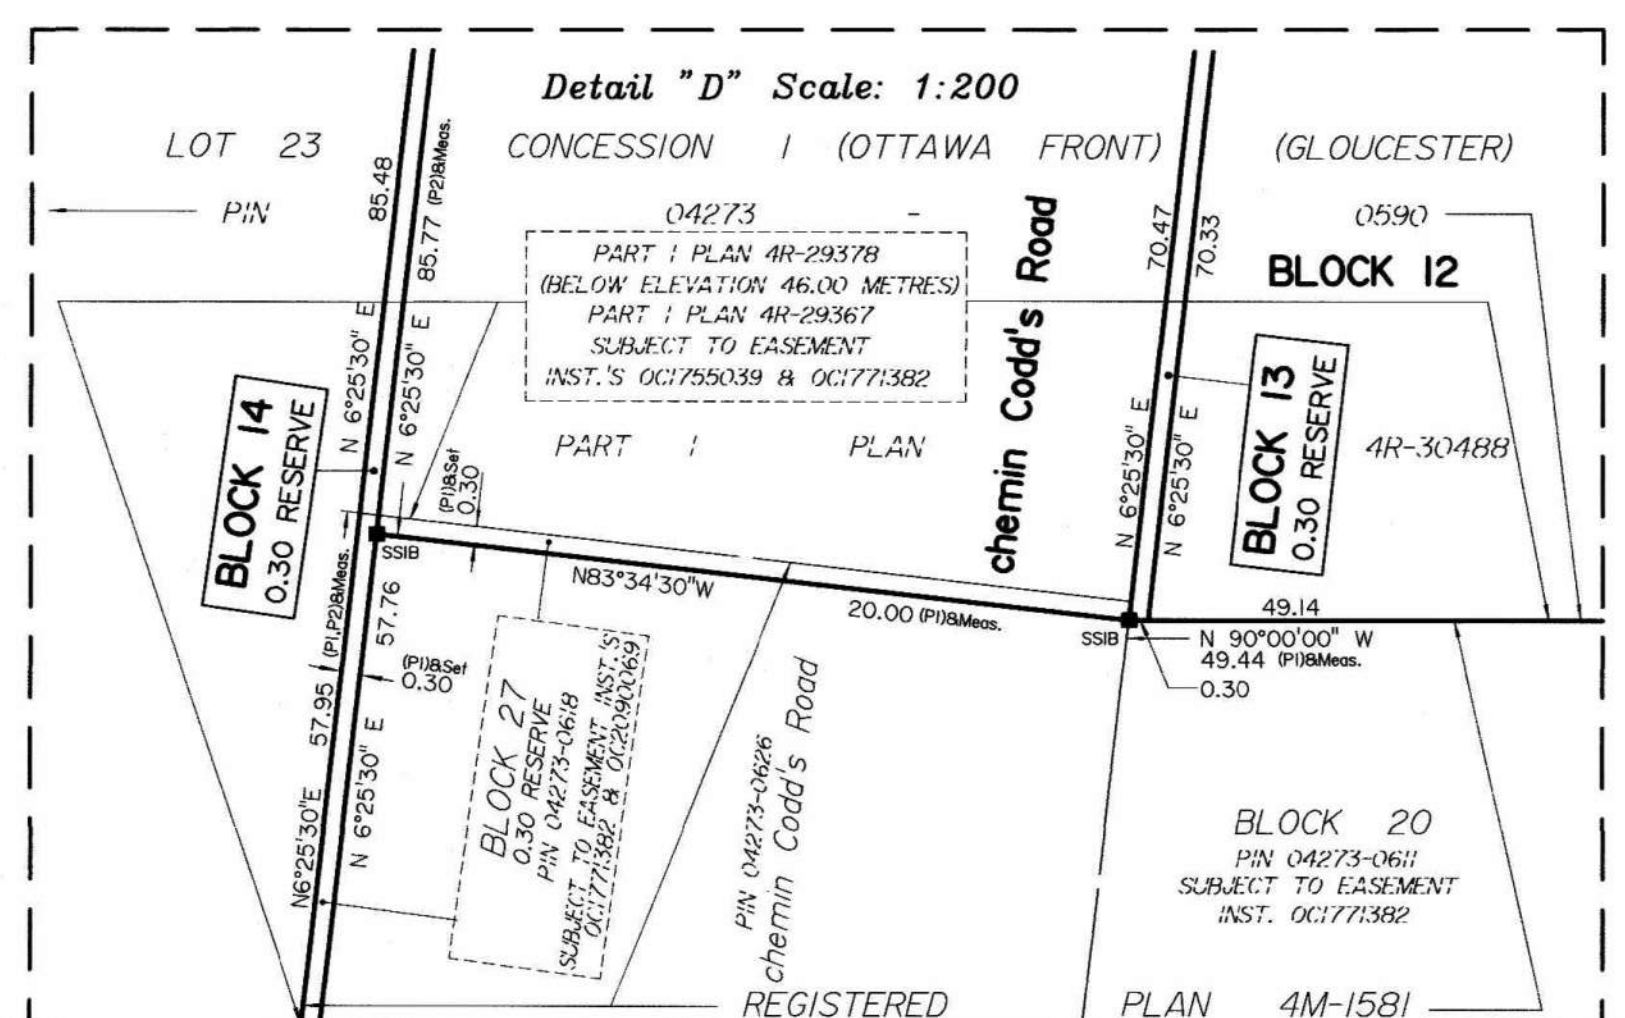 Detail "D" Scale: 1:200
LOT 23 CONCESSION 1 (OTTAWA FRONT) (GLOUCESTER)
PIN 04273 - 0590
PART 1 PLAN 4R-29378
(BELOW ELEVATION 46.00 METRES)
PART 1 PLAN 4R-29367
SUBJECT TO EASEMENT
INST.'S OC1755039 & OC1771382
PART 1 PLAN 4R-30488
85.48
85.77 (P2)&Meas.
N 6°25'30" E
N 6°25'30" E
BLOCK 14
0.30 RESERVE
(P1)&Set
0.30
chemin Codd's Road
70.47
70.33
N 6°25'30" E
N 6°25'30" E
BLOCK 12
BLOCK 13
0.30 RESERVE
SSIB
N83°34'30"W
20.00 (P1)&Meas.
SSIB
49.14
N 90°00'00" W
49.44 (P1)&Meas.
0.30
57.76
(P1)&Set
0.30
N 6°25'30" E
N6°25'30"E 57.95 (P1,P2)&Meas.
BLOCK 27
0.30 RESERVE
PIN 04273-0618
SUBJECT TO EASEMENT INST.'S
OC1771382 & OC2090069
PIN 04273-0626
chemin Codd's Road
BLOCK 20
PIN 04273-0611
SUBJECT TO EASEMENT
INST. OC1771382
REGISTERED PLAN 4M-1581